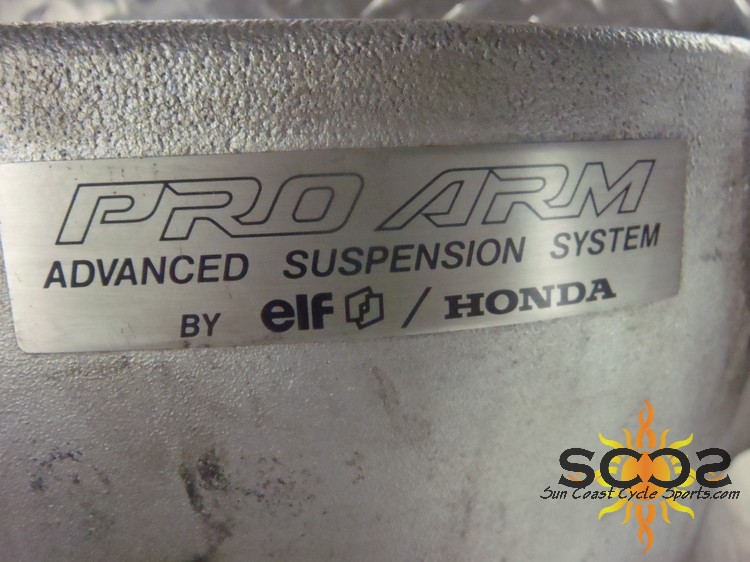 PRO ARM
ADVANCED SUSPENSION SYSTEM
BY elf / HONDA
SCCS
Sun Coast Cycle Sports.com